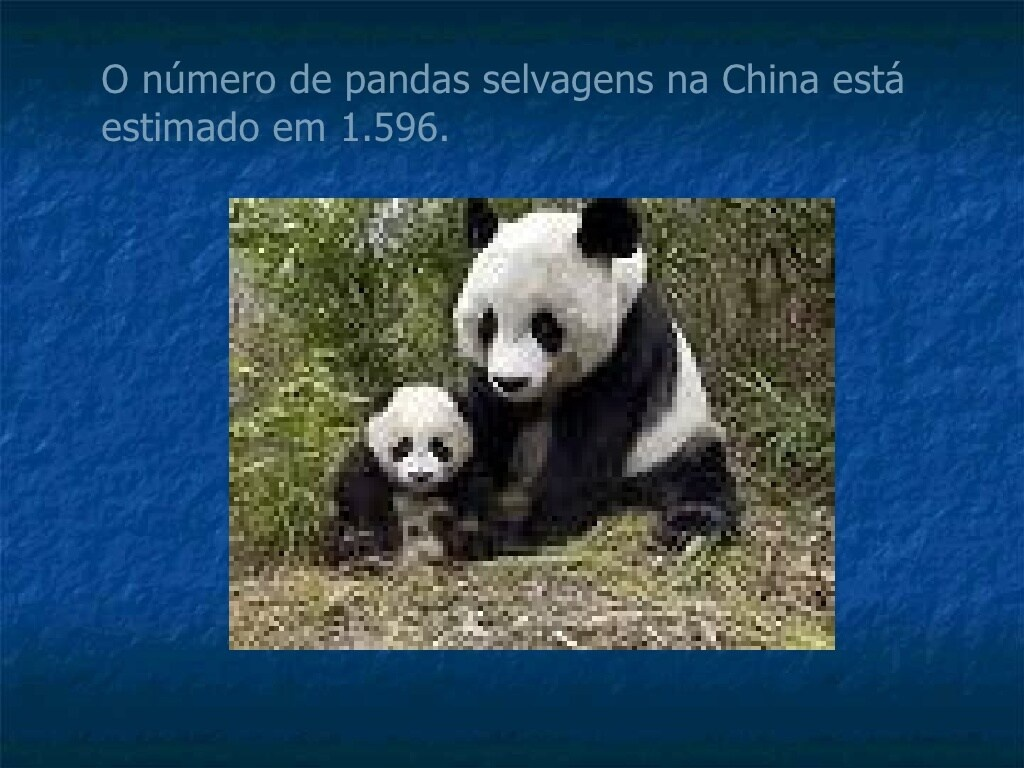 O número de pandas selvagens na China está
estimado em 1.596.